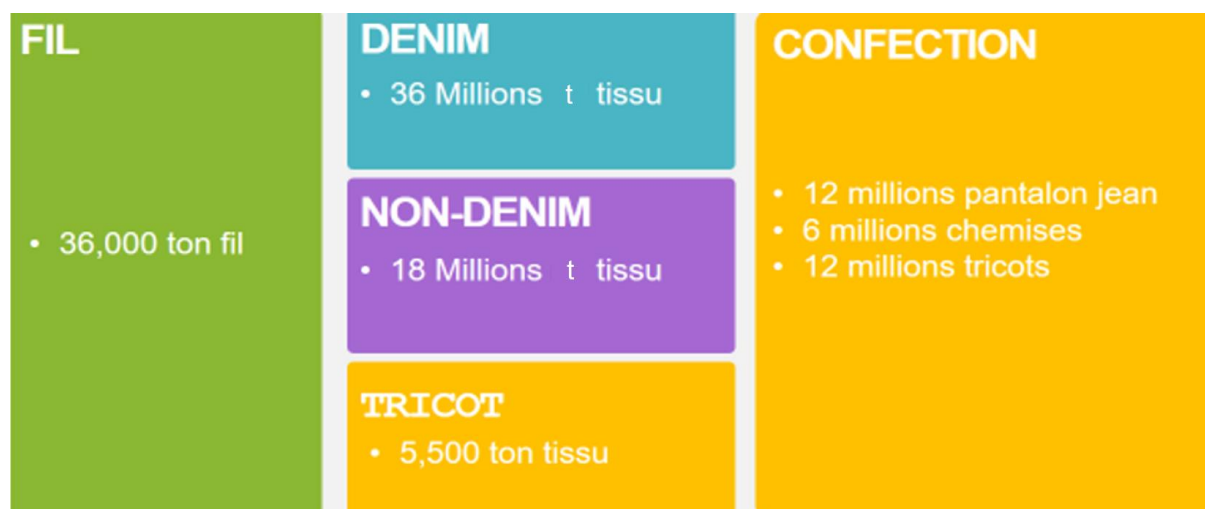 FIL
• 36,000 ton fil
DENIM
• 36 Millions t tissu
NON-DENIM
• 18 Millions t tissu
TRICOT
• 5,500 ton tissu
CONFECTION
• 12 millions pantalon jean
• 6 millions chemises
• 12 millions tricots